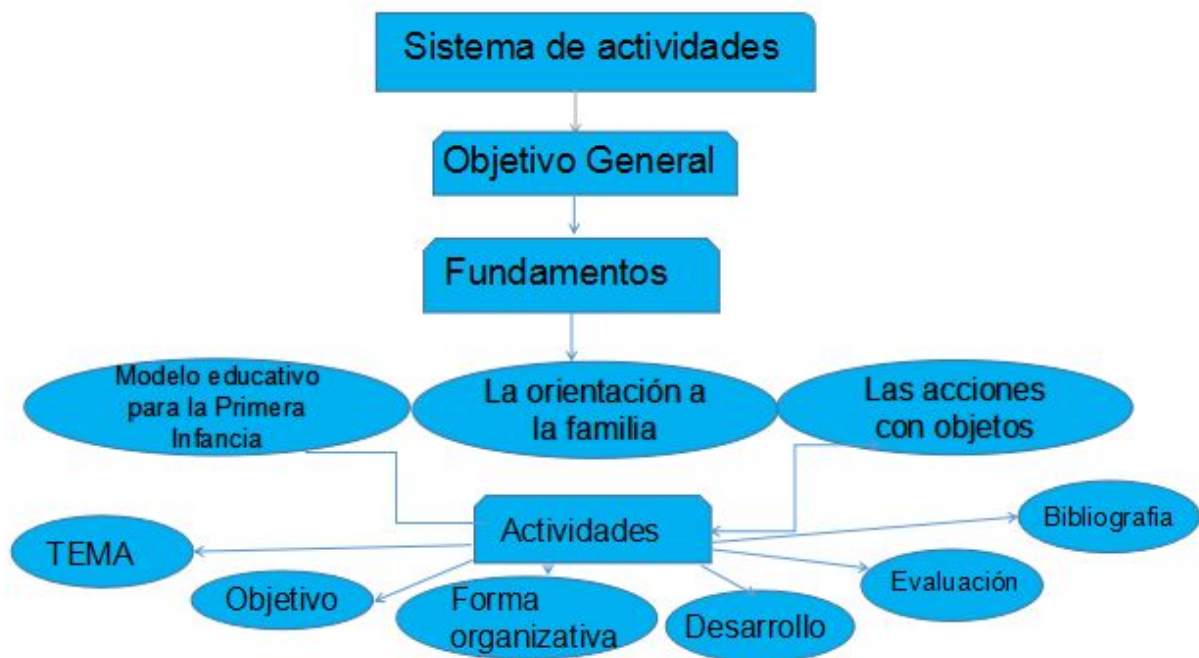 Sistema de actividades
Objetivo General
Fundamentos
Modelo educativo
para la Primera
Infancia
La orientación a
la familia
Las acciones
con objetos
Actividades
TEMA
Objetivo
Forma
organizativa
Desarrollo
Evaluación
Bibliografia